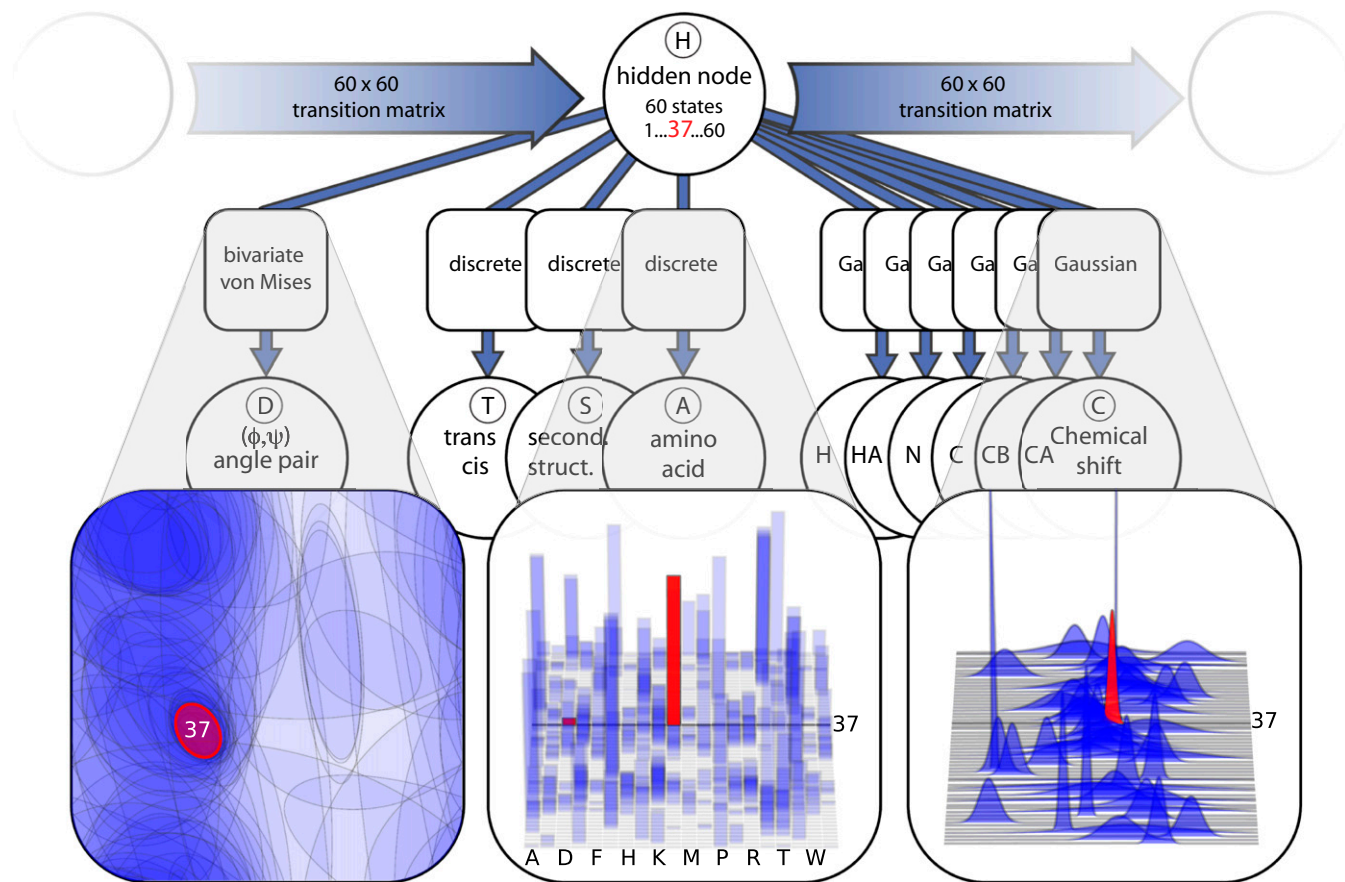 H
hidden node
60 states
1...37...60
60 x 60
transition matrix
60 x 60
transition matrix
bivariate
von Mises
discrete
discrete
discrete
Ga
Ga
Ga
Ga
Ga
Gaussian
D
(ϕ,ψ)
angle pair
T
trans
cis
S
second.
struct.
A
amino
acid
H
HA
N
C
CB
CA
C
Chemical
shift
37
37
A D F H K M P R T W
37